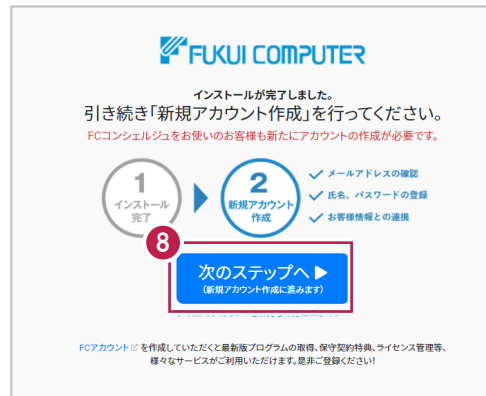 FUKUI COMPUTER
インストールが完了しました。
引き続き「新規アカウント作成」を行ってください。
FCコンシェルジュをお使いのお客様も新たにアカウントの作成が必要です。
1
インストール
完了
2
新規アカウント
作成
メールアドレスの確認
氏名、パスワードの登録
お客様情報との連携
8
次のステップへ ▶
(新規アカウント作成に進みます)
FCアカウント を作成していただくと最新版プログラムの取得、保守契約特典、ライセンス管理等、
様々なサービスがご利用いただけます。是非ご登録ください!